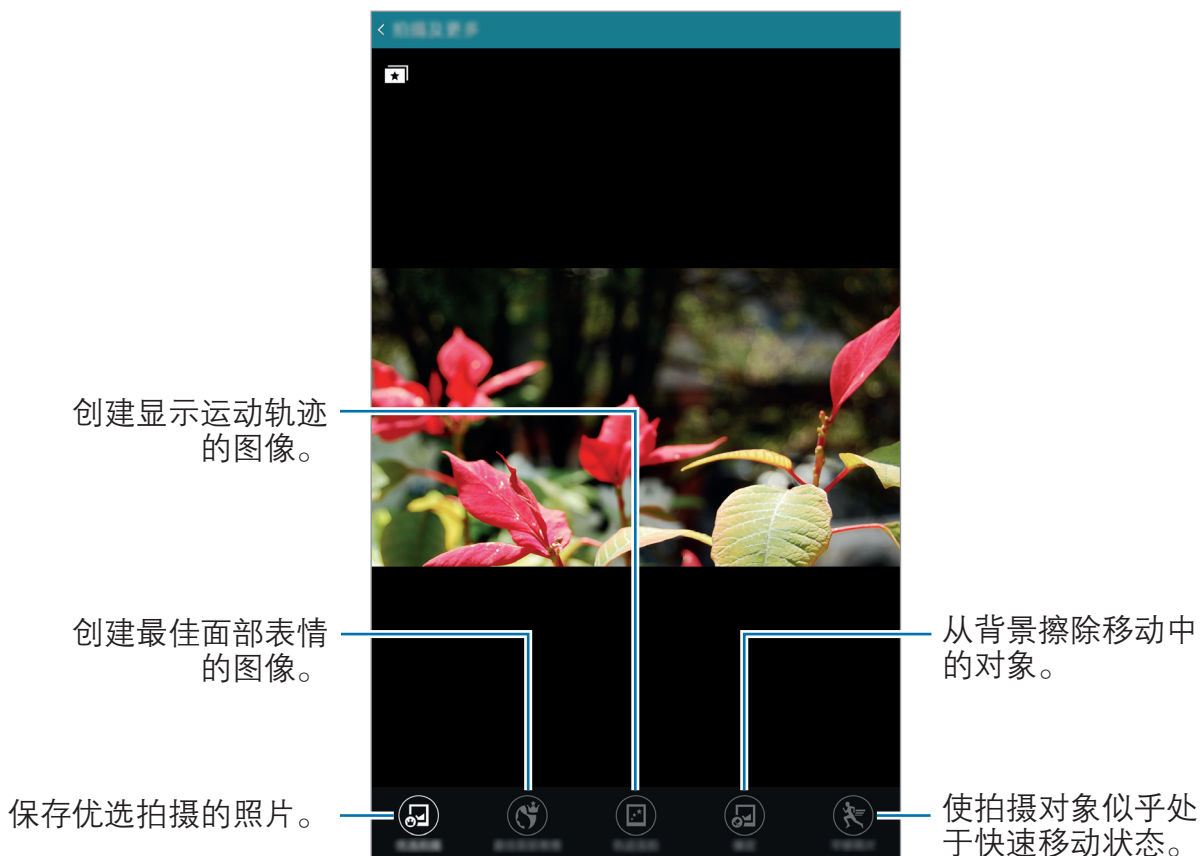 创建显示运动轨迹
的图像。
创建最佳面部表情
的图像。
保存优选拍摄的照片。
从背景擦除移动中
的对象。
使拍摄对象似乎处
于快速移动状态。